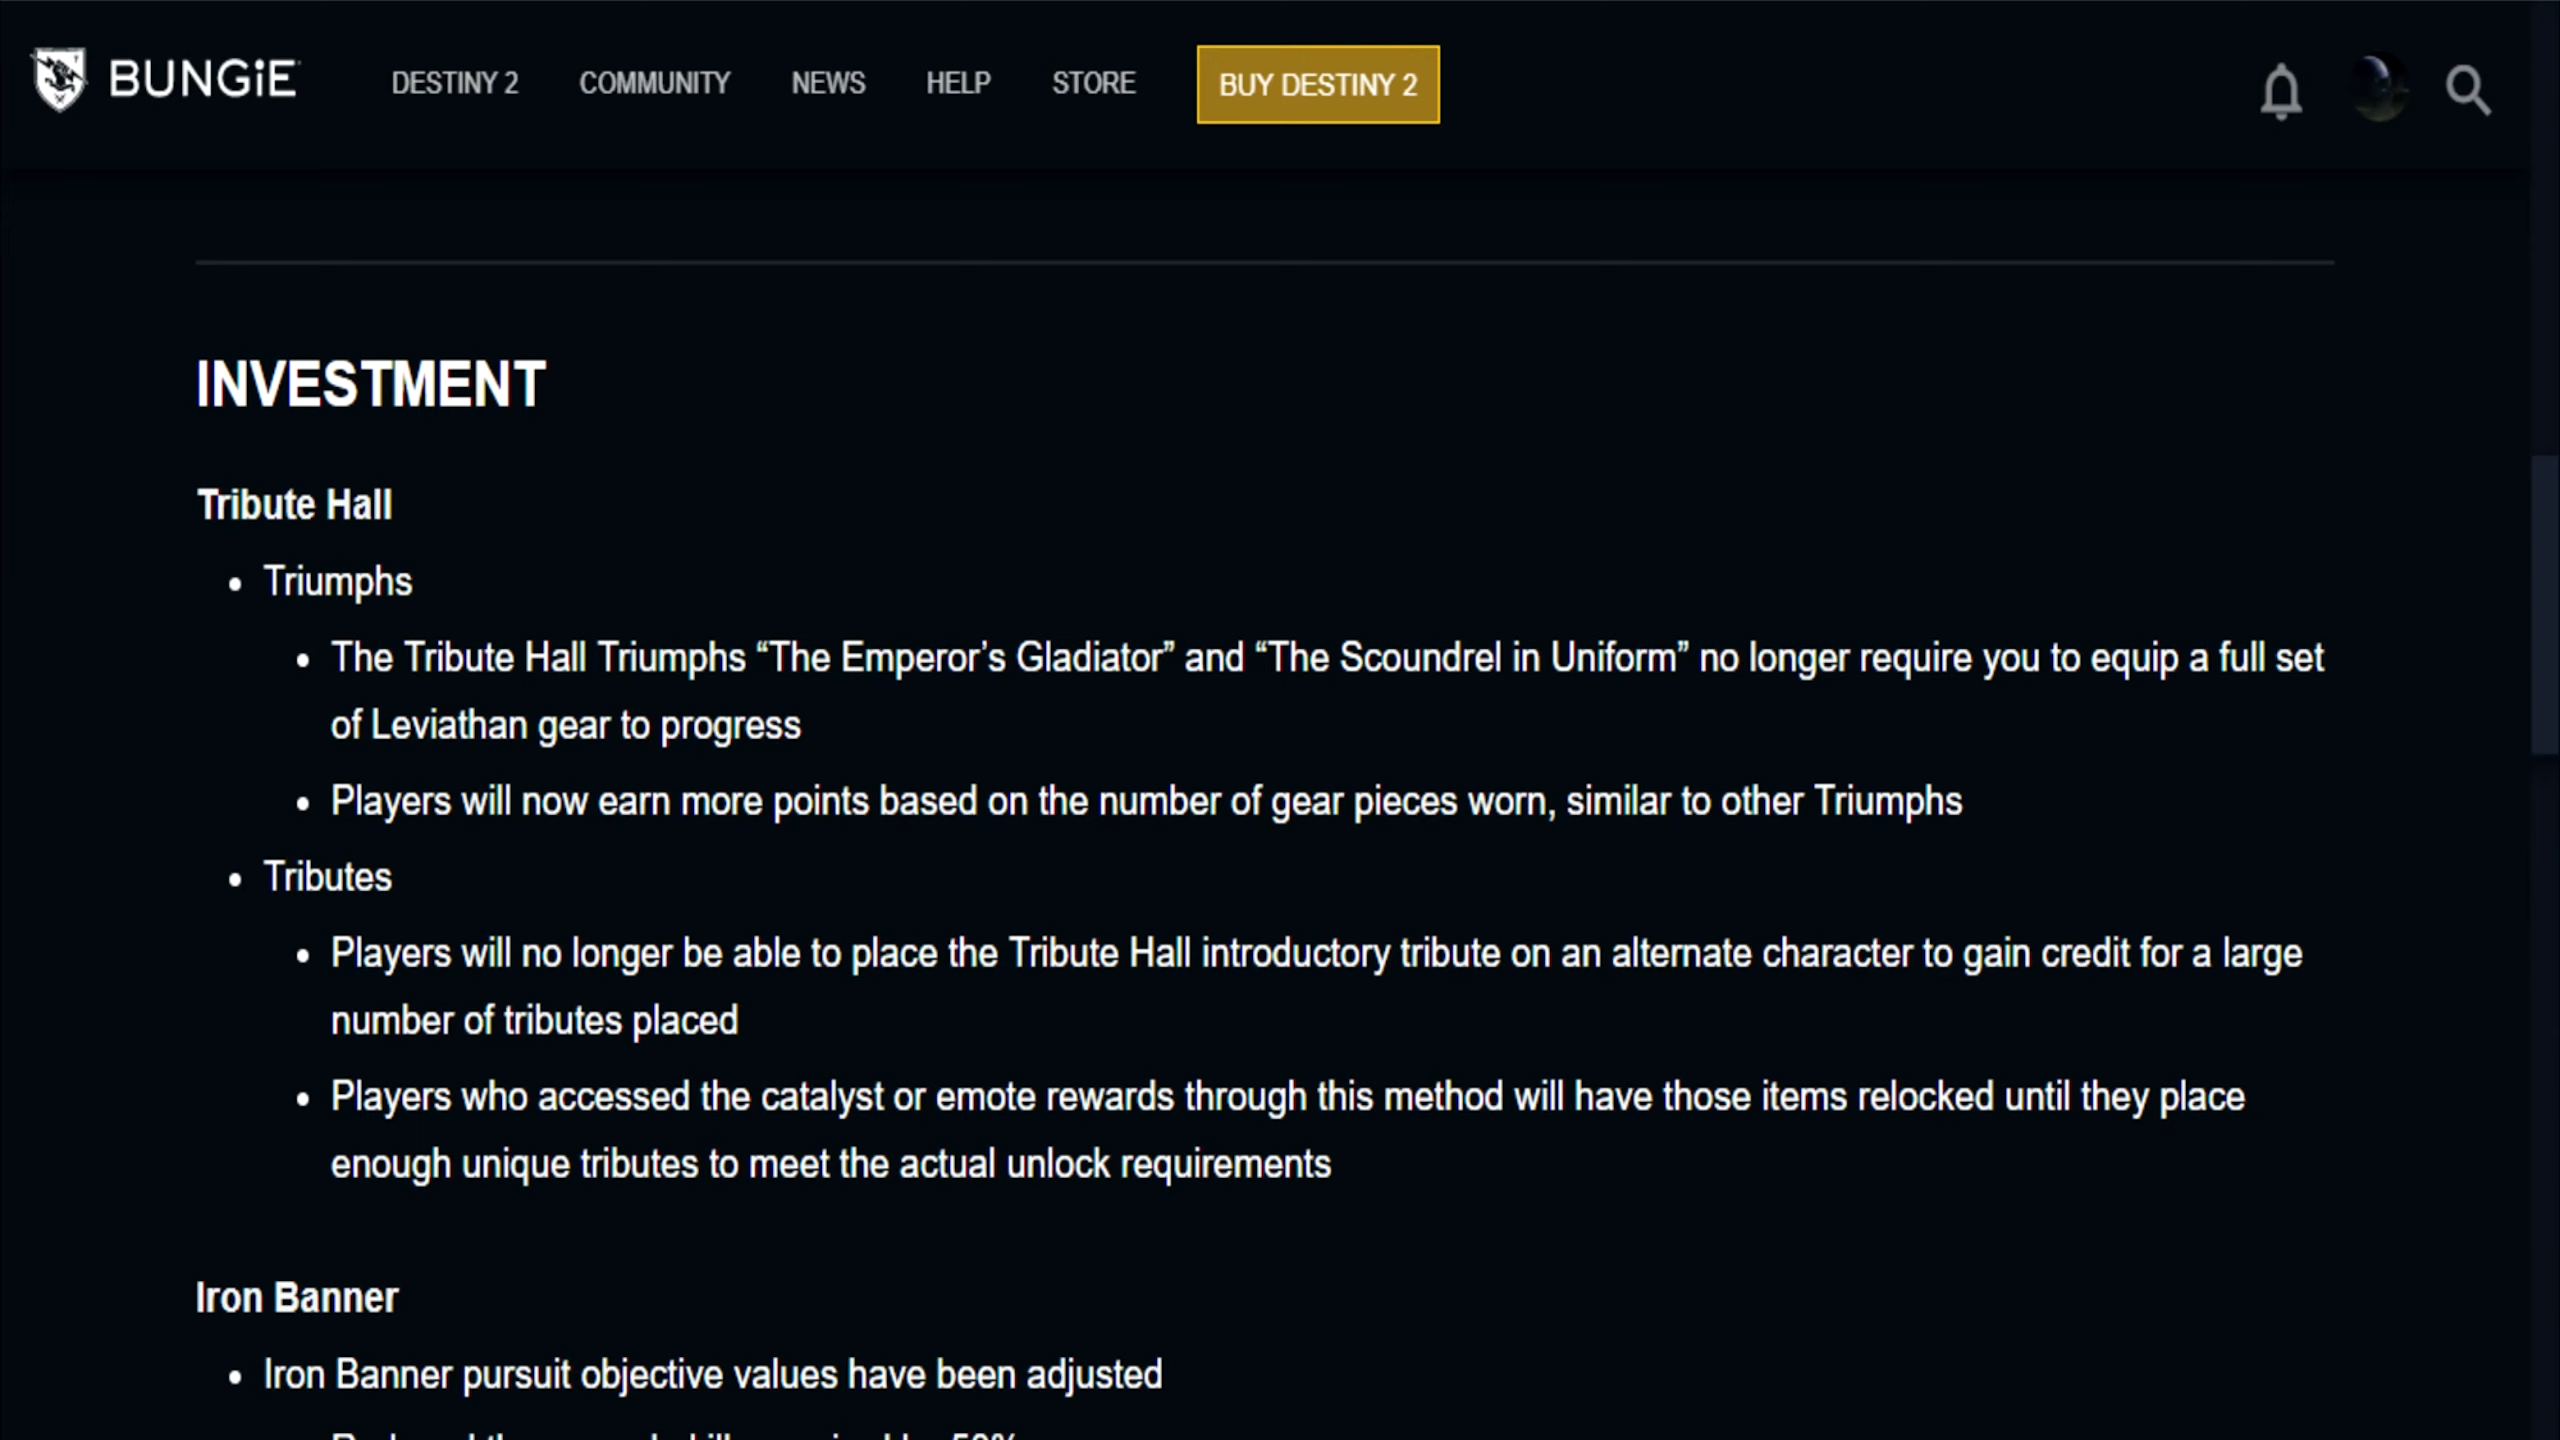 BUNGiE
DESTINY 2
COMMUNITY
NEWS
HELP
STORE
BUY DESTINY 2
INVESTMENT
Tribute Hall
• Triumphs
• The Tribute Hall Triumphs “The Emperor’s Gladiator” and “The Scoundrel in Uniform” no longer require you to equip a full set
of Leviathan gear to progress
• Players will now earn more points based on the number of gear pieces worn, similar to other Triumphs
• Tributes
• Players will no longer be able to place the Tribute Hall introductory tribute on an alternate character to gain credit for a large
number of tributes placed
• Players who accessed the catalyst or emote rewards through this method will have those items relocked until they place
enough unique tributes to meet the actual unlock requirements
Iron Banner
• Iron Banner pursuit objective values have been adjusted